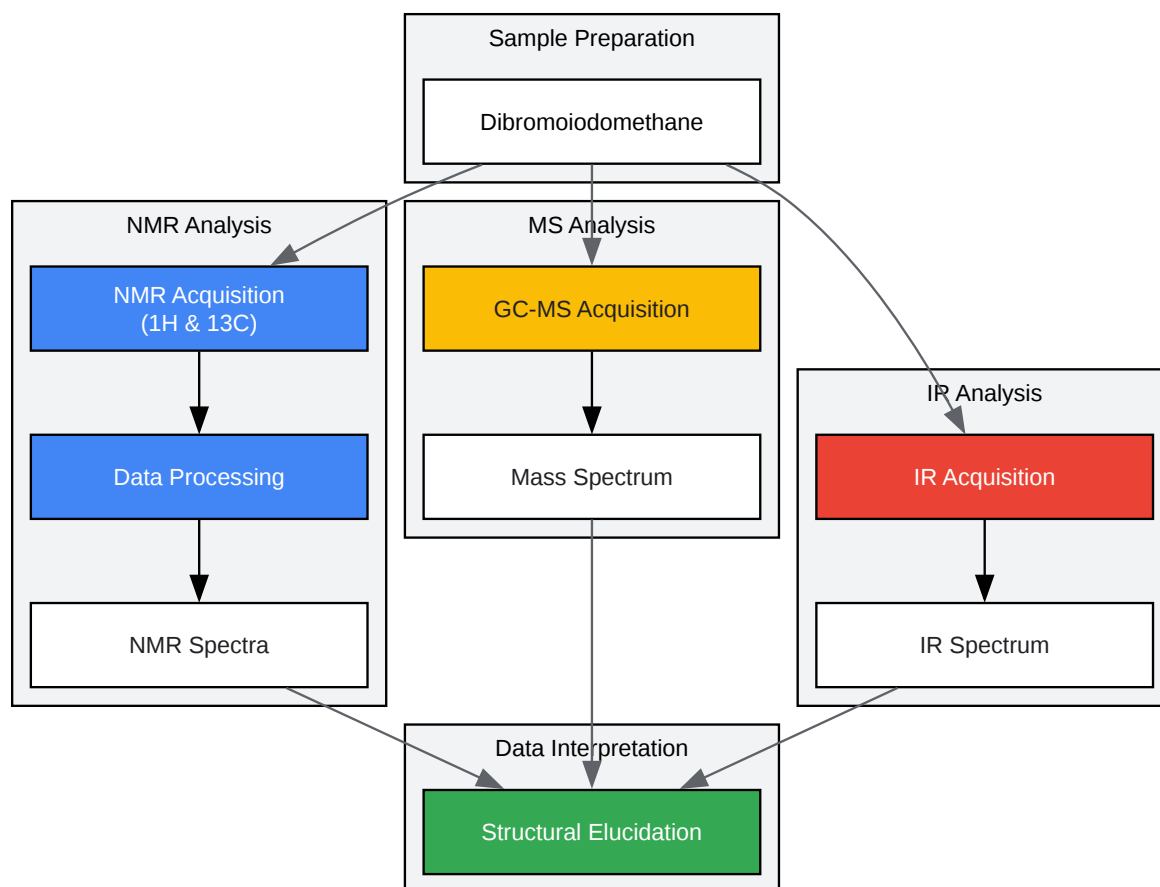 Sample Preparation
Dibromoiodomethane
NMR Analysis
MS Analysis
NMR Acquisition
(1H & 13C)
GC-MS Acquisition
IR Analysis
Data Processing
Mass Spectrum
IR Acquisition
NMR Spectra
IR Spectrum
Data Interpretation
Structural Elucidation